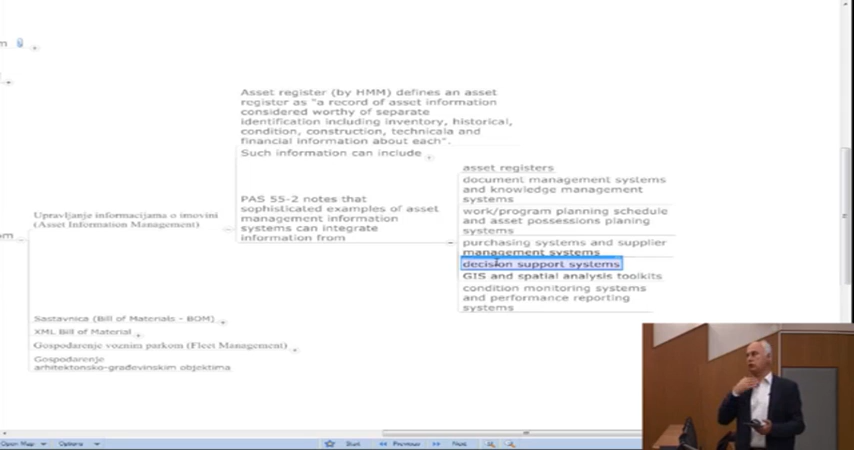 m
Asset register (by HMM) defines an asset
register as "a record of asset information
considered worthy of separate
identification including inventory, historical,
condition, construction, technicala and
financial information about each".
Such information can include
PAS 55-2 notes that
sophisticated examples of asset
management information
systems can integrate
information from
asset registers
document management systems
and knowledge management
systems
work/program planning schedule
and asset possessions planing
systems
purchasing systems and supplier
management systems
decision support systems
GIS and spatial analysis toolkits
condition monitoring systems
and performance reporting
systems
Upravljanje informacijama o imovini
(Asset Information Management)
om
Sastavnica (Bill of Materials - BOM)
XML Bill of Material
Gospodarenje voznim parkom (Fleet Management)
Gospodarenje
arhitektonsko-građevinskim objektima
Open Map
Options
Start
Previous
Next